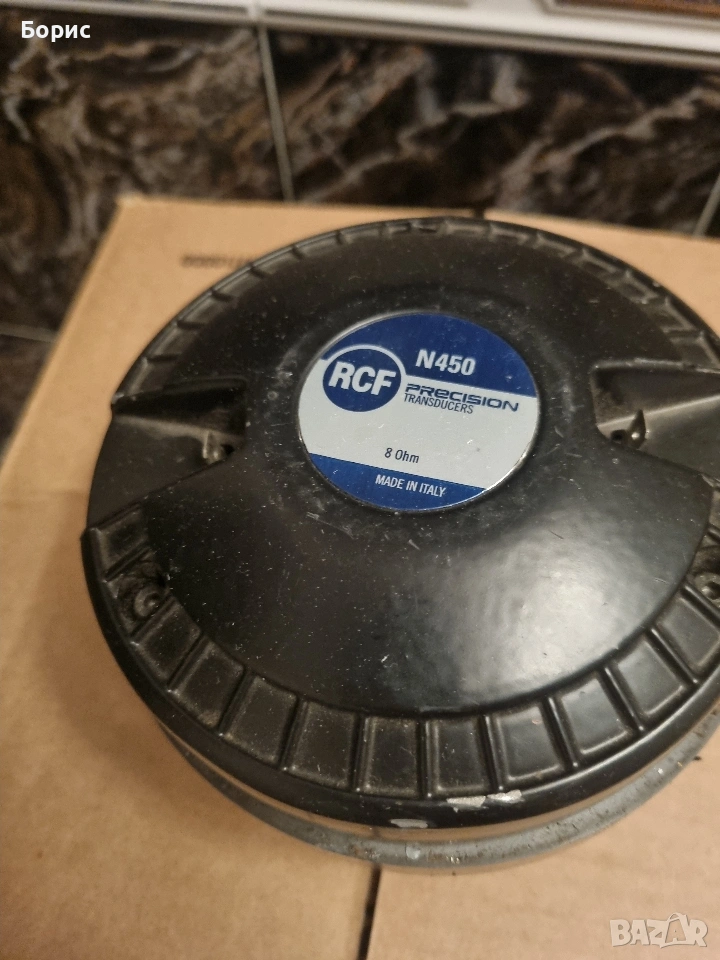 Борис
N450
RCF
PRECISION
TRANSDUCERS
8 Ohm
MADE IN ITALY
BAZAR